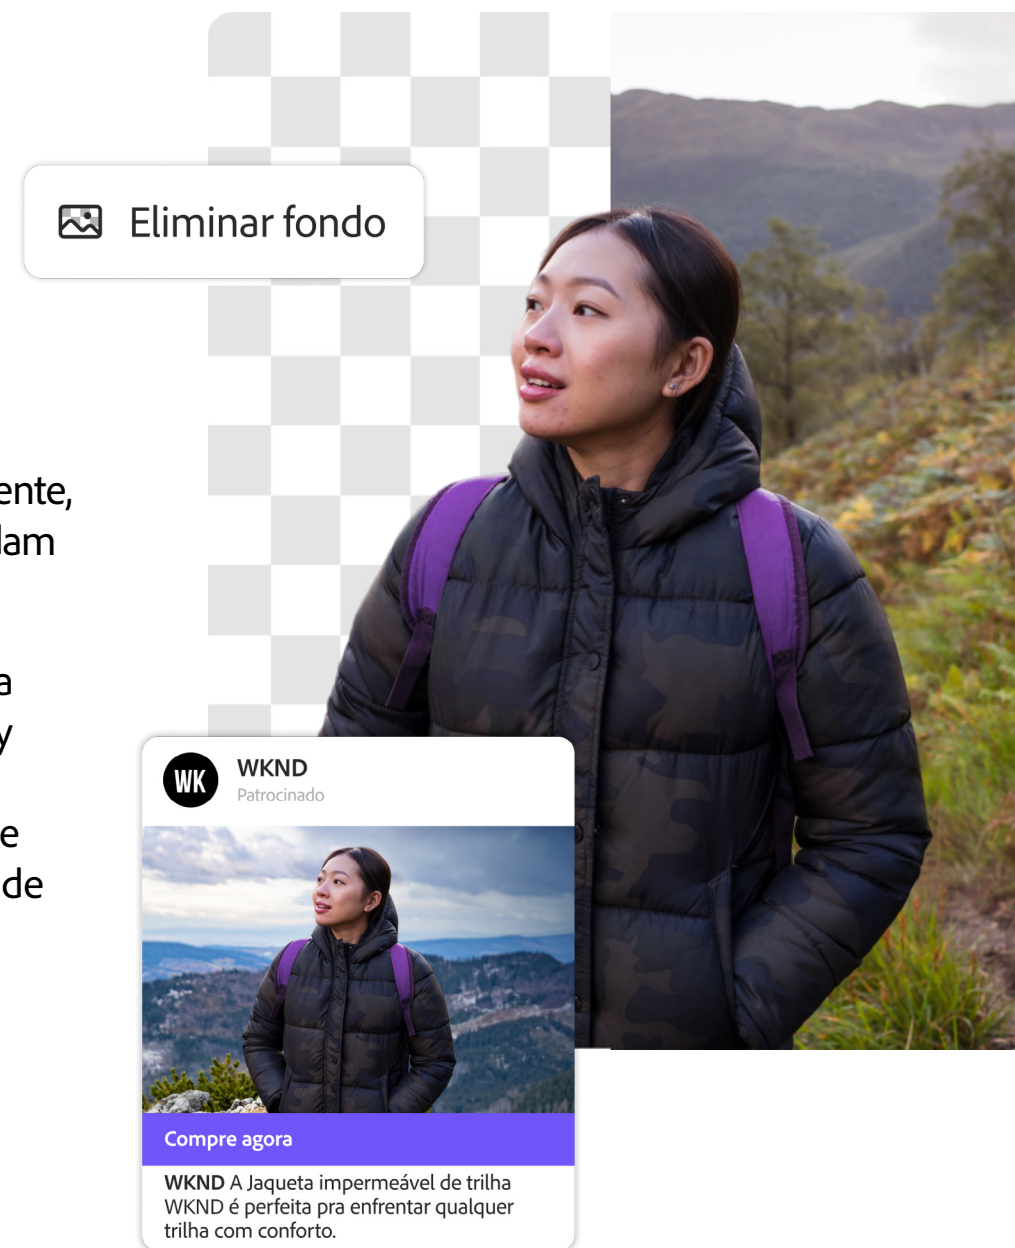 Eliminar fondo
ente,
a
y
e
de
WK
WKND
Patrocinado
Compre agora
WKND A Jaqueta impermeável de trilha
WKND é perfeita pra enfrentar qualquer
trilha com conforto.